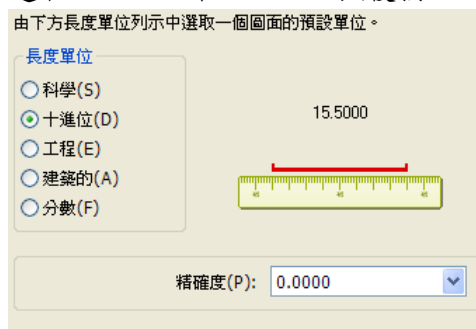 由下方長度單位列示中選取一個圖面的預設單位。
長度單位
科學(S)
十進位(D)
工程(E)
建築的(A)
分數(F)
15.5000
精確度(P): 0.0000